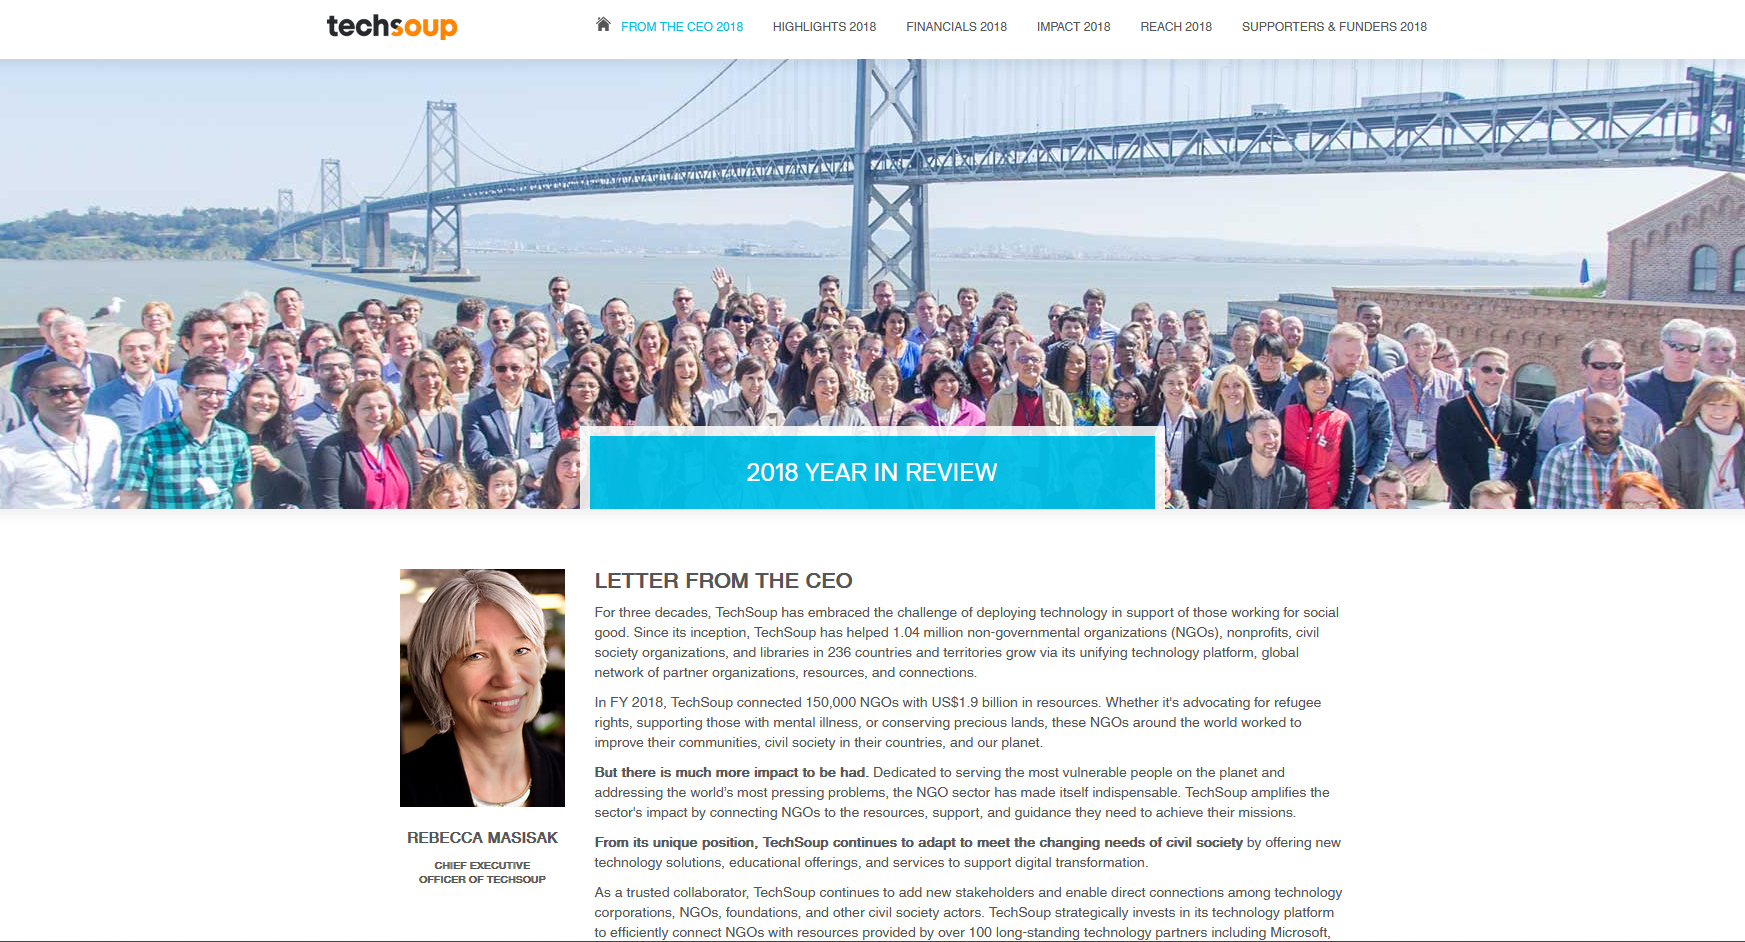 techsoup
FROM THE CEO 2018
HIGHLIGHTS 2018
FINANCIALS 2018
IMPACT 2018
REACH 2018
SUPPORTERS & FUNDERS 2018
2018 YEAR IN REVIEW
REBECCA MASISAK
CHIEF EXECUTIVE
OFFICER OF TECHSOUP
LETTER FROM THE CEO
For three decades, TechSoup has embraced the challenge of deploying technology in support of those working for social
good. Since its inception, TechSoup has helped 1.04 million non-governmental organizations (NGOs), nonprofits, civil
society organizations, and libraries in 236 countries and territories grow via its unifying technology platform, global
network of partner organizations, resources, and connections.
In FY 2018, TechSoup connected 150,000 NGOs with US$1.9 billion in resources. Whether it's advocating for refugee
rights, supporting those with mental illness, or conserving precious lands, these NGOs around the world worked to
improve their communities, civil society in their countries, and our planet.
But there is much more impact to be had. Dedicated to serving the most vulnerable people on the planet and
addressing the world’s most pressing problems, the NGO sector has made itself indispensable. TechSoup amplifies the
sector's impact by connecting NGOs to the resources, support, and guidance they need to achieve their missions.
From its unique position, TechSoup continues to adapt to meet the changing needs of civil society by offering new
technology solutions, educational offerings, and services to support digital transformation.
As a trusted collaborator, TechSoup continues to add new stakeholders and enable direct connections among technology
corporations, NGOs, foundations, and other civil society actors. TechSoup strategically invests in its technology platform
to efficiently connect NGOs with resources provided by over 100 long-standing technology partners including Microsoft,